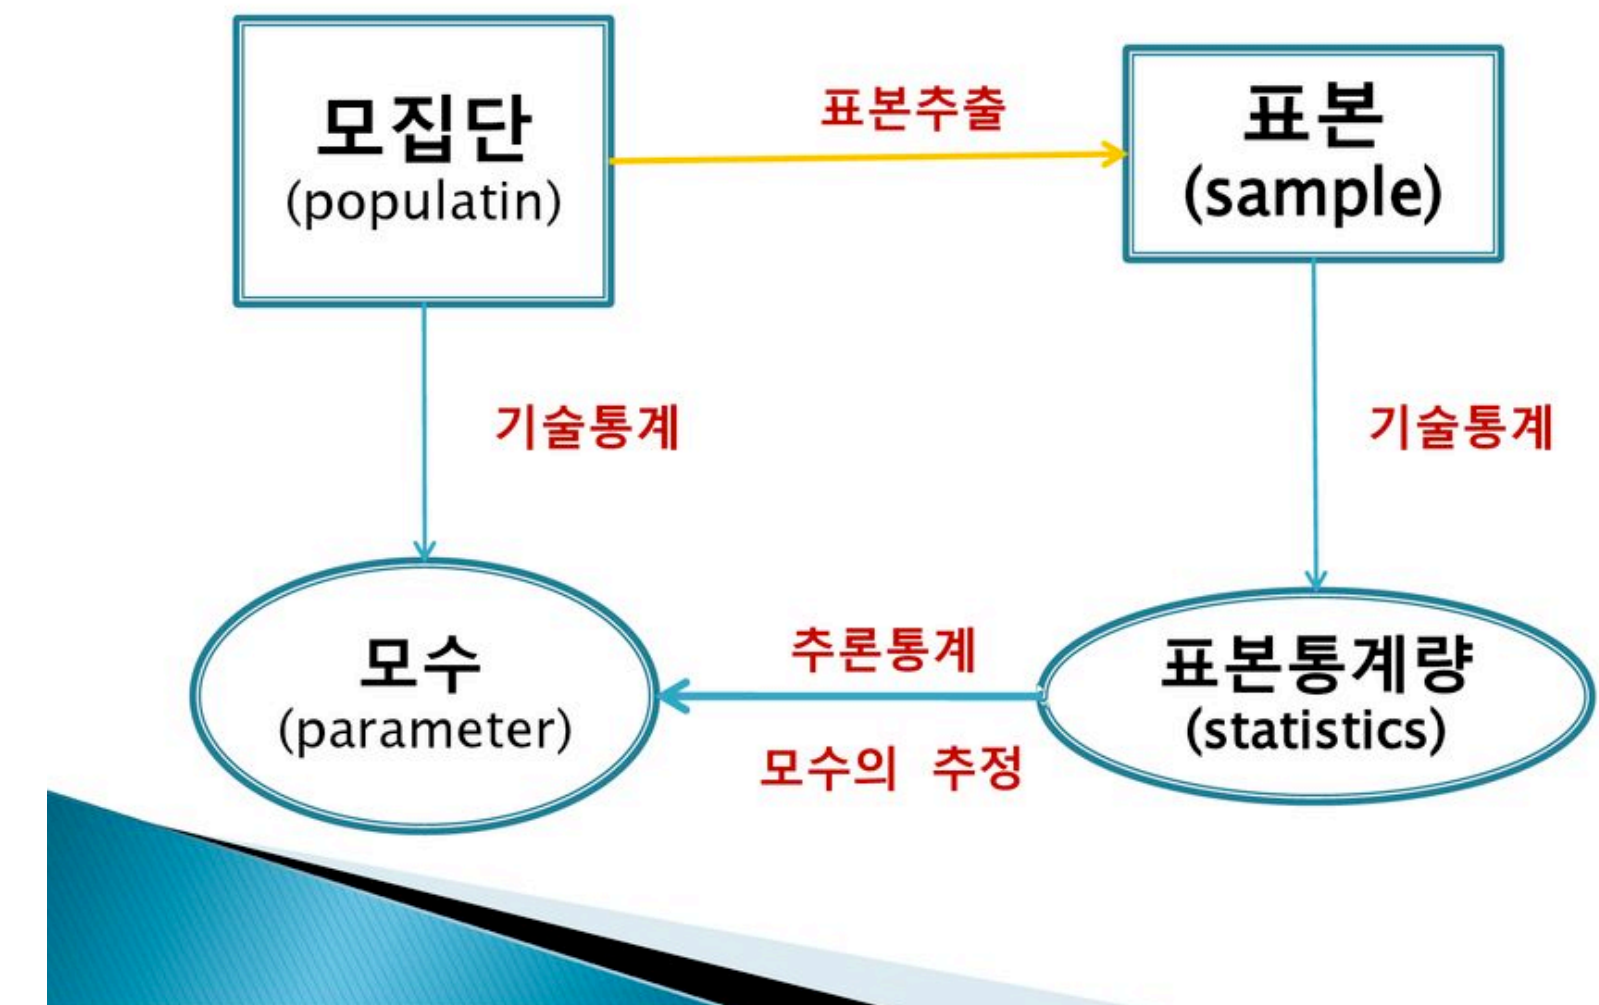 모집단
(populatin)
표본추출
표본
(sample)
기술통계
기술통계
모수
(parameter)
추론통계
모수의 추정
표본통계량
(statistics)